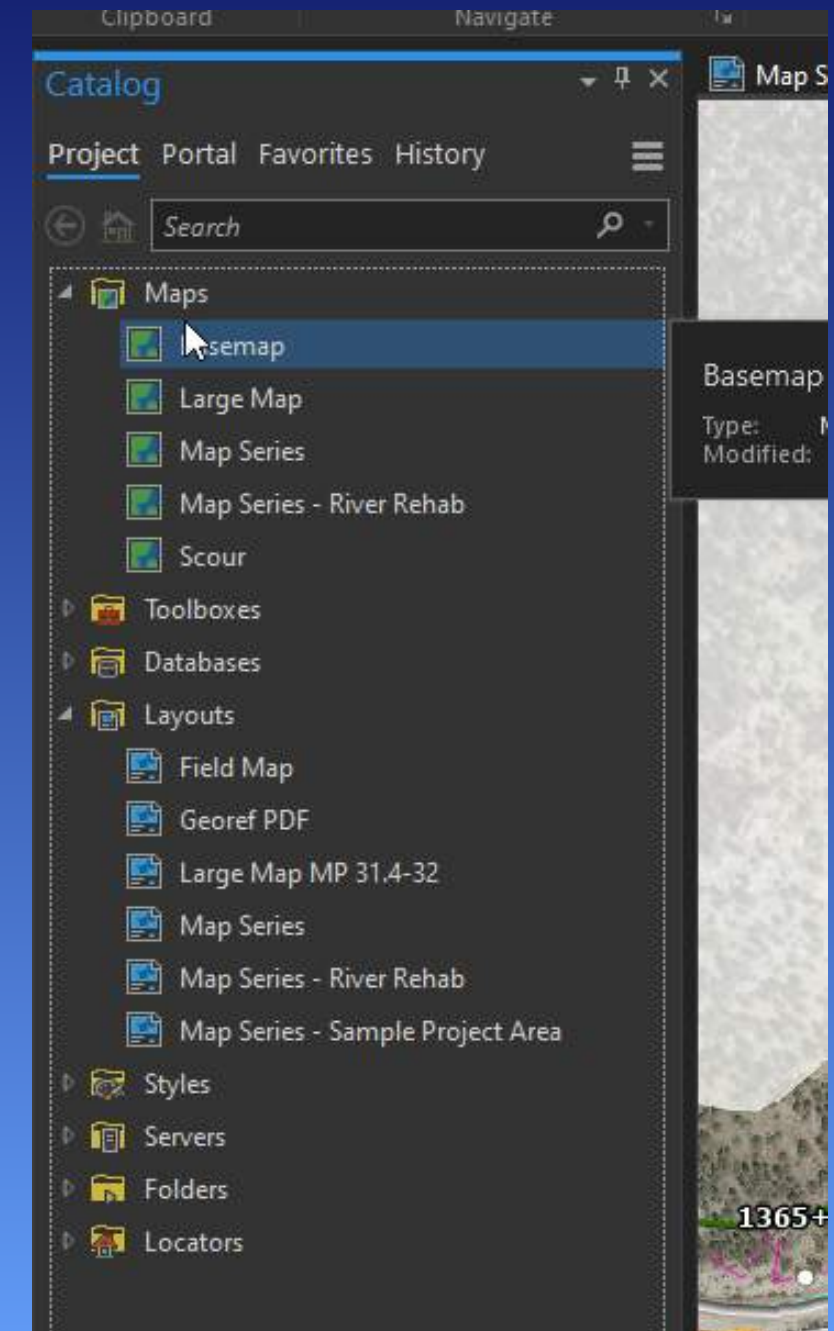 Clipboard Navigate
Catalog
Map S
Project Portal Favorites History
Search
Maps
Basemap
Large Map
Map Series
Map Series - River Rehab
Scour
Toolboxes
Databases
Layouts
Field Map
Georef PDF
Large Map MP 31.4-32
Map Series
Map Series - River Rehab
Map Series - Sample Project Area
Styles
Servers
Folders
Locators
Basemap
Type: M
Modified:
1365+